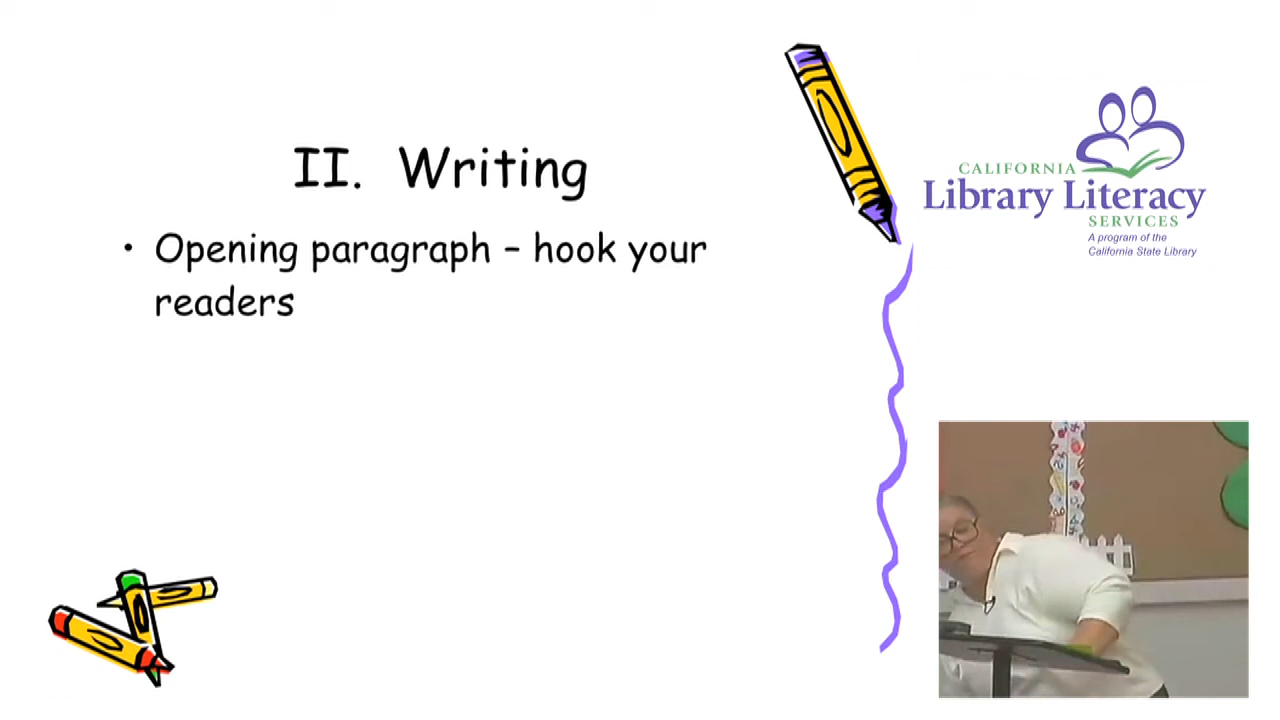 II. Writing
• Opening paragraph – hook your
readers
CALIFORNIA
Library Literacy
SERVICES
A program of the
California State Library